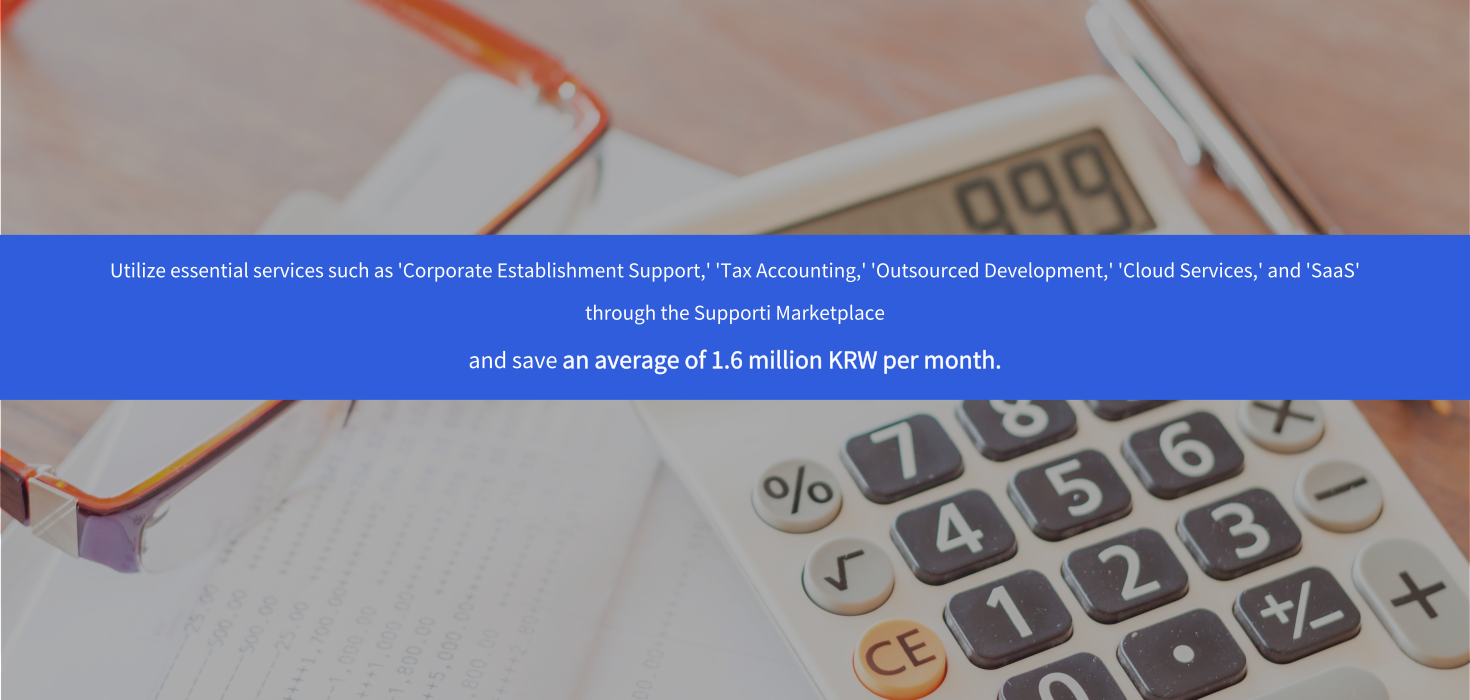 999
Utilize essential services such as 'Corporate Establishment Support,' 'Tax Accounting,' 'Outsourced Development,' 'Cloud Services,' and 'SaaS'
through the Supporti Marketplace
and save an average of 1.6 million KRW per month.
7 8
% 4 5 6 ×
√ 1 2 3 −
CE 0 . +/− +